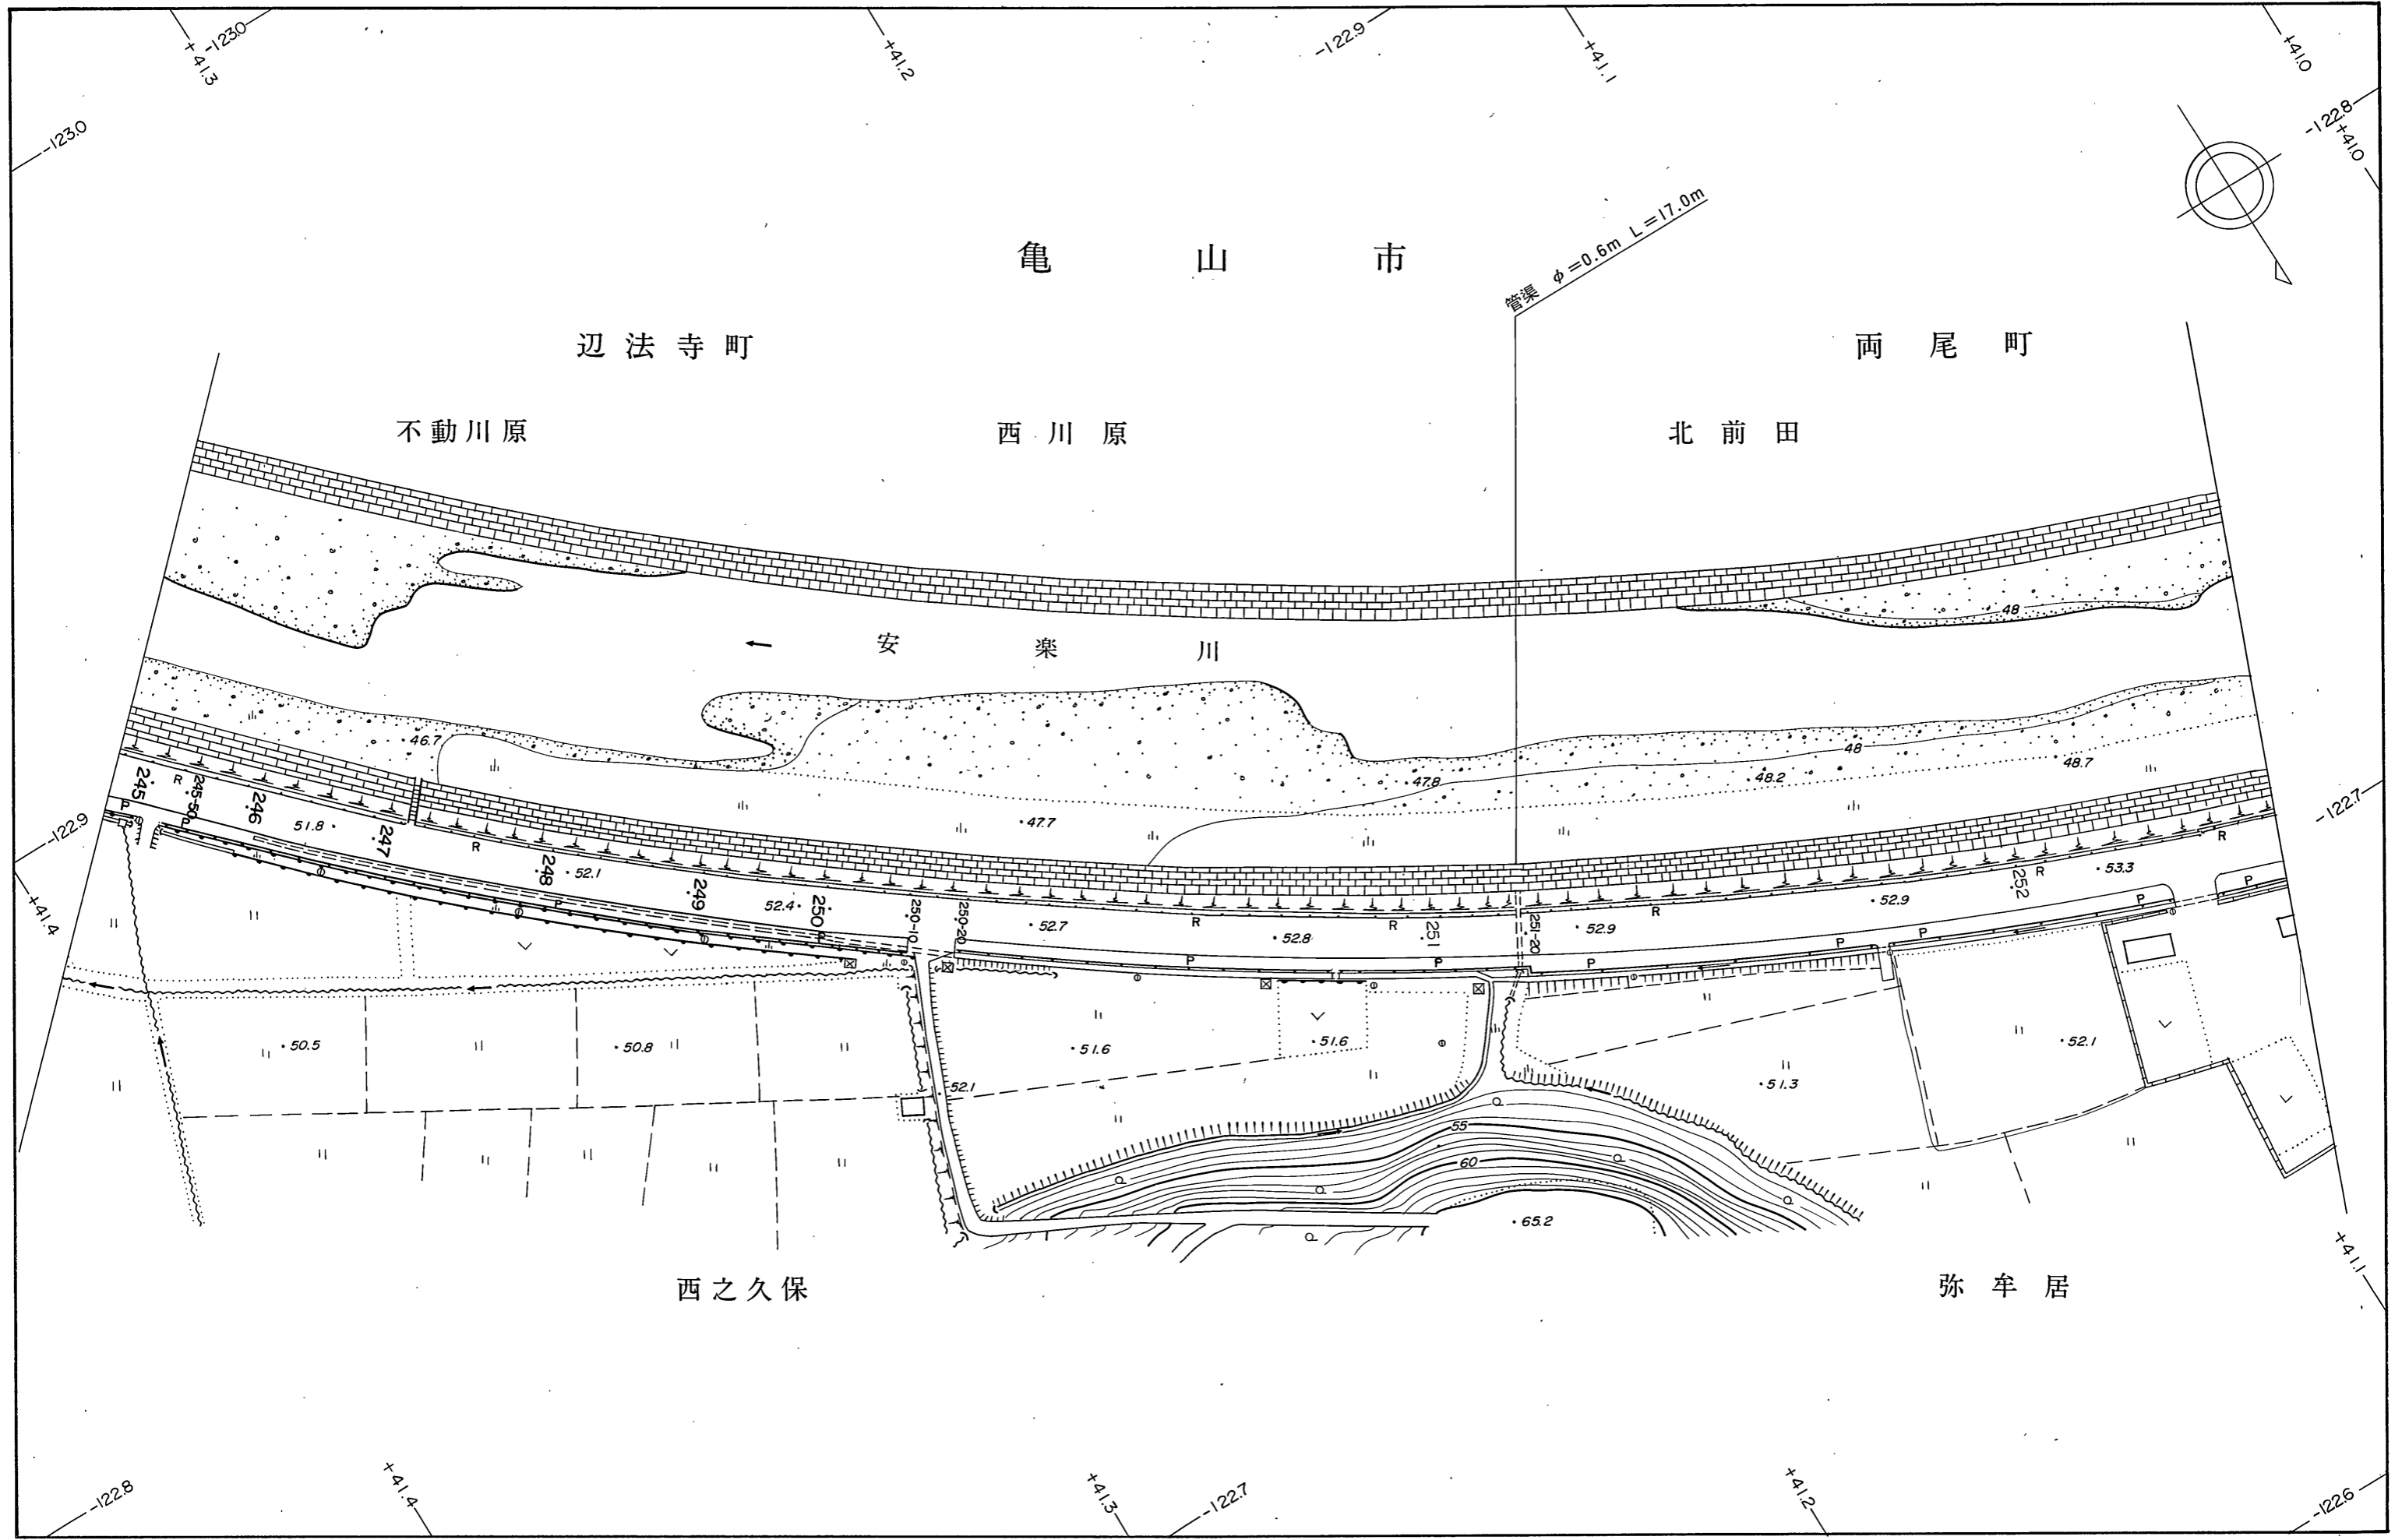 -123.0
+41.3
+41.2
-122.9
+41.1
+41.0
-122.8
+41.0
-123.0
管渠 φ=0.6m L=17.0m
亀山市
辺法寺町
両尾町
不動川原
西川原
北前田
48
安楽川
46.7
48
47.8
48.2
48.7
47.7
245
R
245-50
246
P
P
51.8
247
R
248
52.1
P
249
52.4
250
P
250-10
250-20
52.7
R
52.8
R
251
251-20
52.9
R
52.9
252
R
53.3
R
P
P
P
P
P
P
P
-122.9
-122.7
+41.4
50.5
50.8
51.6
51.6
52.1
52.1
51.3
55
60
65.2
+41.1
西之久保
弥牟居
-122.8
+41.4
+41.3
-122.7
+41.2
-122.6